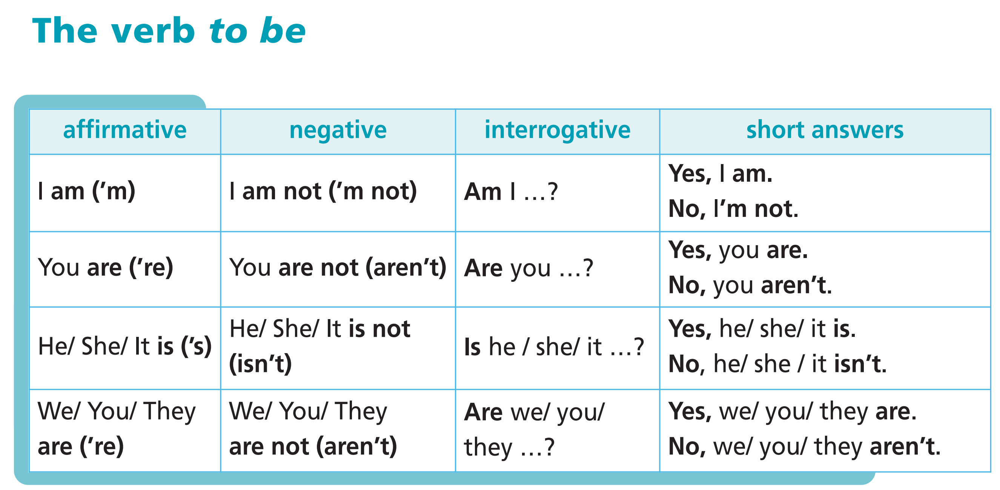 The verb to be
affirmative negative interrogative short answers
I am (’m)
I am not (’m not)
Am I ...?
Yes, I am.
No, I’m not.
You are (’re)
You are not (aren’t)
Are you ...?
Yes, you are.
No, you aren’t.
He/ She/ It is (’s)
He/ She/ It is not
(isn’t)
Is he / she/ it ...?
Yes, he/ she/ it is.
No, he/ she / it isn’t.
We/ You/ They
are (’re)
We/ You/ They
are not (aren’t)
Are we/ you/
they ...?
Yes, we/ you/ they are.
No, we/ you/ they aren’t.